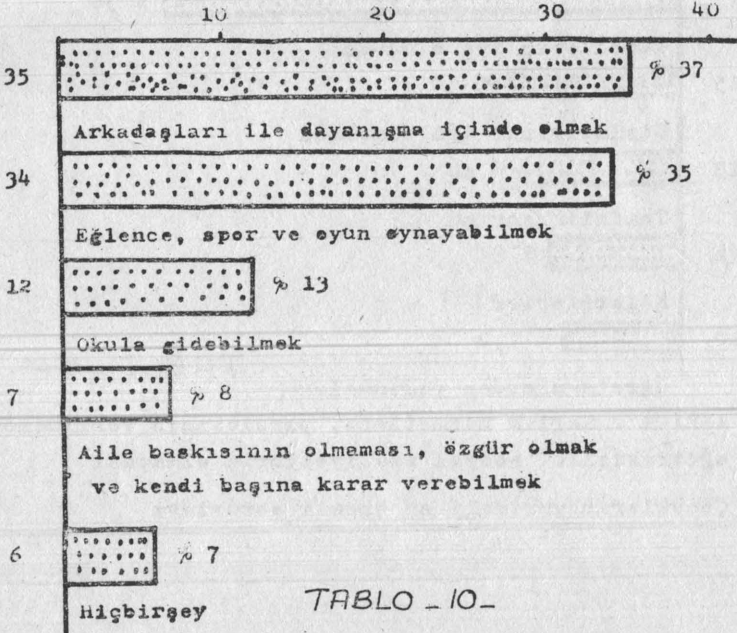 10 20 30 40
35 % 37
Arkadaşları ile dayanışma içinde olmak
34 % 35
Eğlence, spor ve oyun oynayabilmek
12 % 13
Okula gidebilmek
7 % 8
Aile baskısının olmaması, özgür olmak
ve kendi başına karar verebilmek
6 % 7
Hiçbirşey
TABLO - 10 -